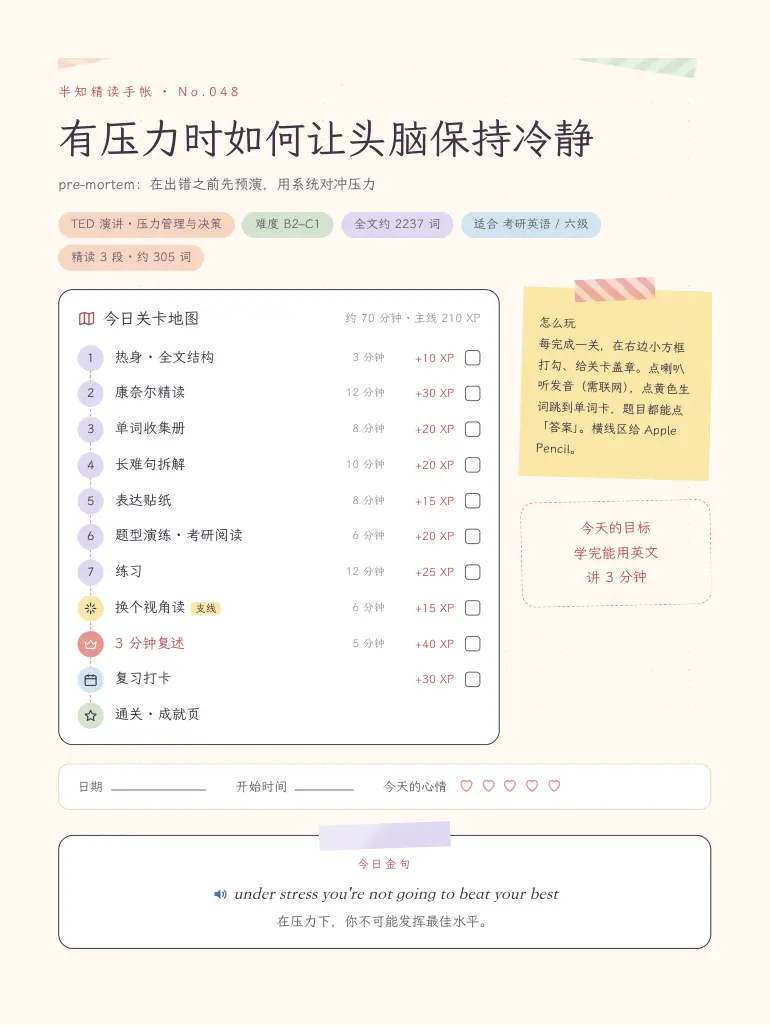 半知精读手帐 · No.048
有压力时如何让头脑保持冷静
pre-mortem：在出错之前先预演，用系统对冲压力
TED 演讲 · 压力管理与决策
难度 B2–C1
全文约 2237 词
适合 考研英语 / 六级
精读 3 段 · 约 305 词
今日关卡地图 约 70 分钟 · 主线 210 XP
1 热身 · 全文结构 3 分钟 +10 XP
2 康奈尔精读 12 分钟 +30 XP
3 单词收集册 8 分钟 +20 XP
4 长难句拆解 10 分钟 +20 XP
5 表达贴纸 8 分钟 +15 XP
6 题型演练 · 考研阅读 6 分钟 +20 XP
7 练习 12 分钟 +25 XP
换个视角读 支线 6 分钟 +15 XP
3 分钟复述 5 分钟 +40 XP
复习打卡 +30 XP
通关 · 成就页
怎么玩
每完成一关，在右边小方框
打勾、给关卡盖章。点喇叭
听发音（需联网），点黄色生
词跳到单词卡，题目都能点
「答案」。横线区给 Apple
Pencil。
今天的目标
学完能用英文
讲 3 分钟
日期 开始时间 今天的心情
今日金句
under stress you're not going to beat your best
在压力下，你不可能发挥最佳水平。